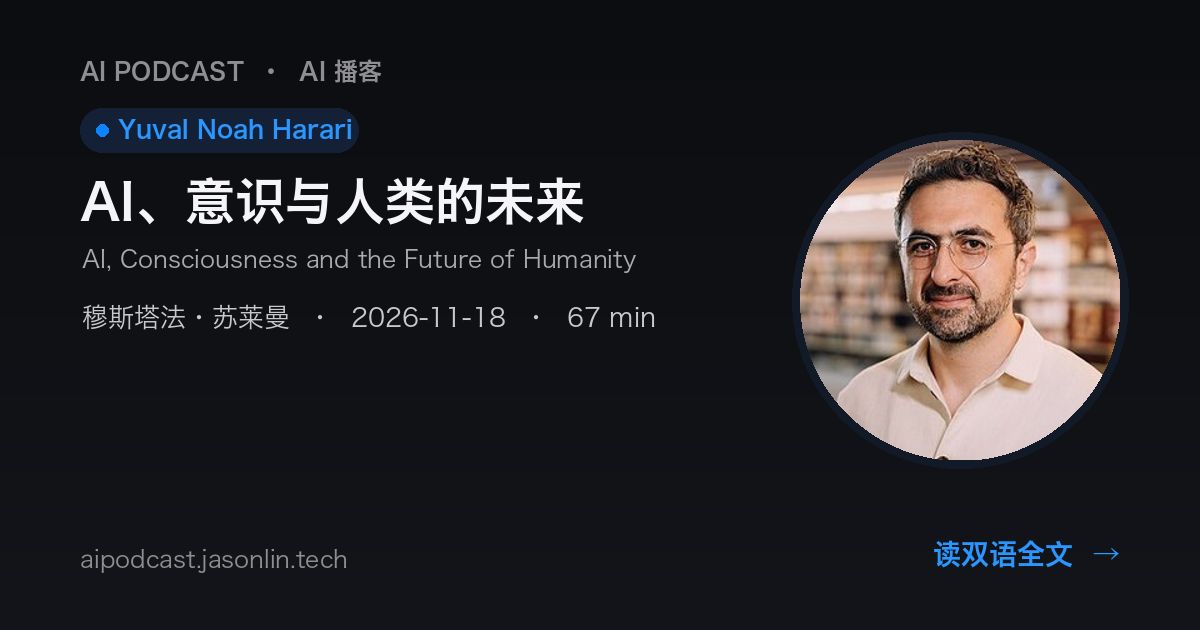 AI PODCAST · AI 播客
Yuval Noah Harari
AI、意识与人类的未来
AI, Consciousness and the Future of Humanity
穆斯塔法·苏莱曼 · 2026-11-18 · 67 min
aipodcast.jasonlin.tech
读双语全文 →